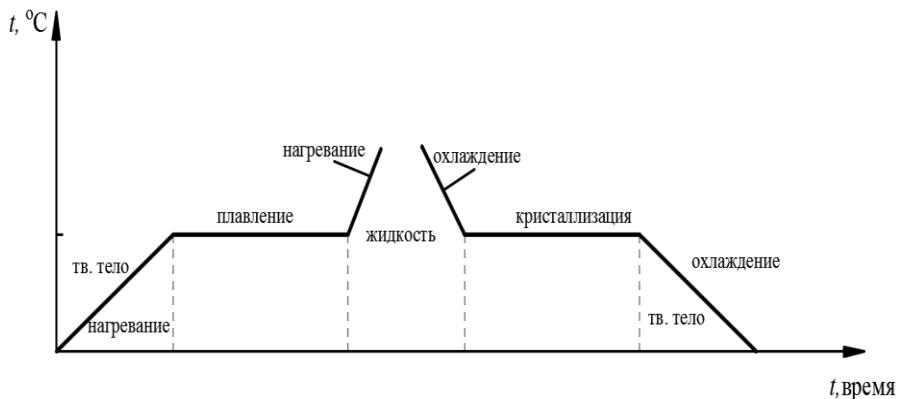 t, °C
нагревание
охлаждение
плавление
жидкость
кристаллизация
тв. тело
охлаждение
нагревание
тв. тело
t, время